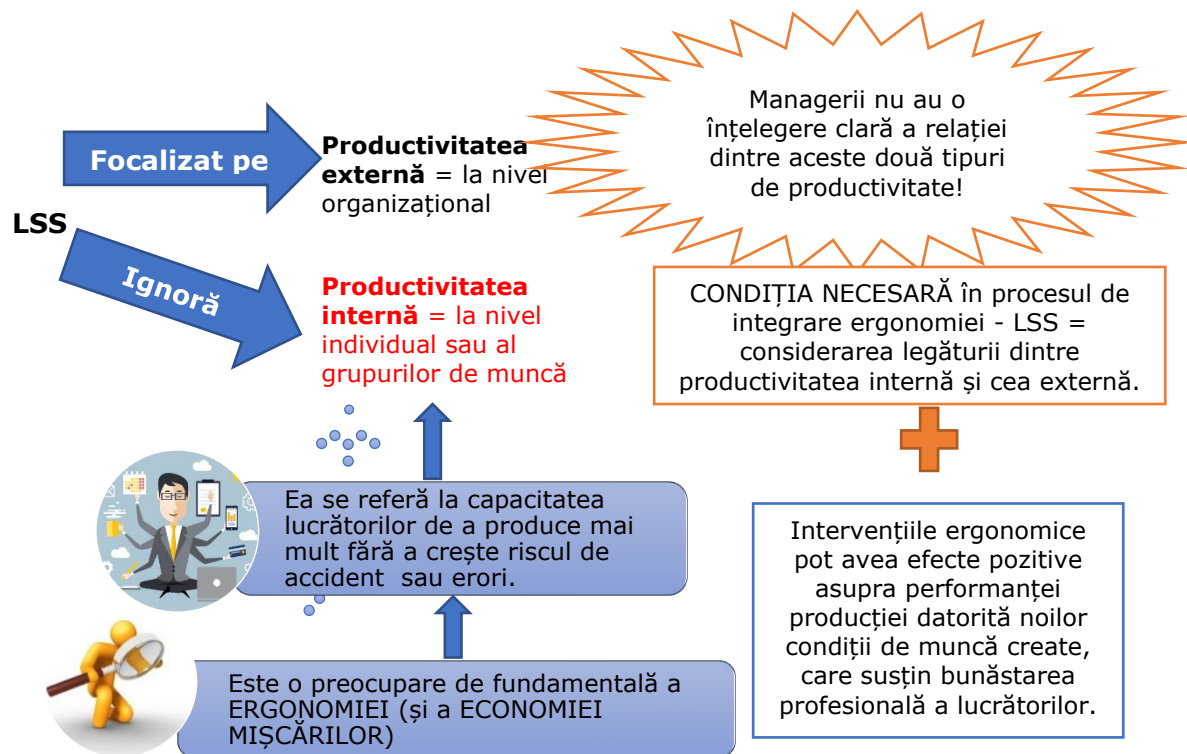 LSS
Focalizat pe
Productivitatea
externă = la nivel
organizațional
Managerii nu au o
înțelegere clară a relației
dintre aceste două tipuri
de productivitate!
Ignoră
Productivitatea
internă = la nivel
individual sau al
grupurilor de muncă
CONDIȚIA NECESARĂ în procesul de
integrare ergonomiei - LSS =
considerarea legăturii dintre
productivitatea internă și cea externă.
Ea se referă la capacitatea
lucrătorilor de a produce mai
mult fără a crește riscul de
accident sau erori.
Intervențiile ergonomice
pot avea efecte pozitive
asupra performanței
producției datorită noilor
condiții de muncă create,
care susțin bunăstarea
profesională a lucrătorilor.
Este o preocupare de fundamentală a
ERGONOMIEI (și a ECONOMIEI
MIȘCĂRILOR)